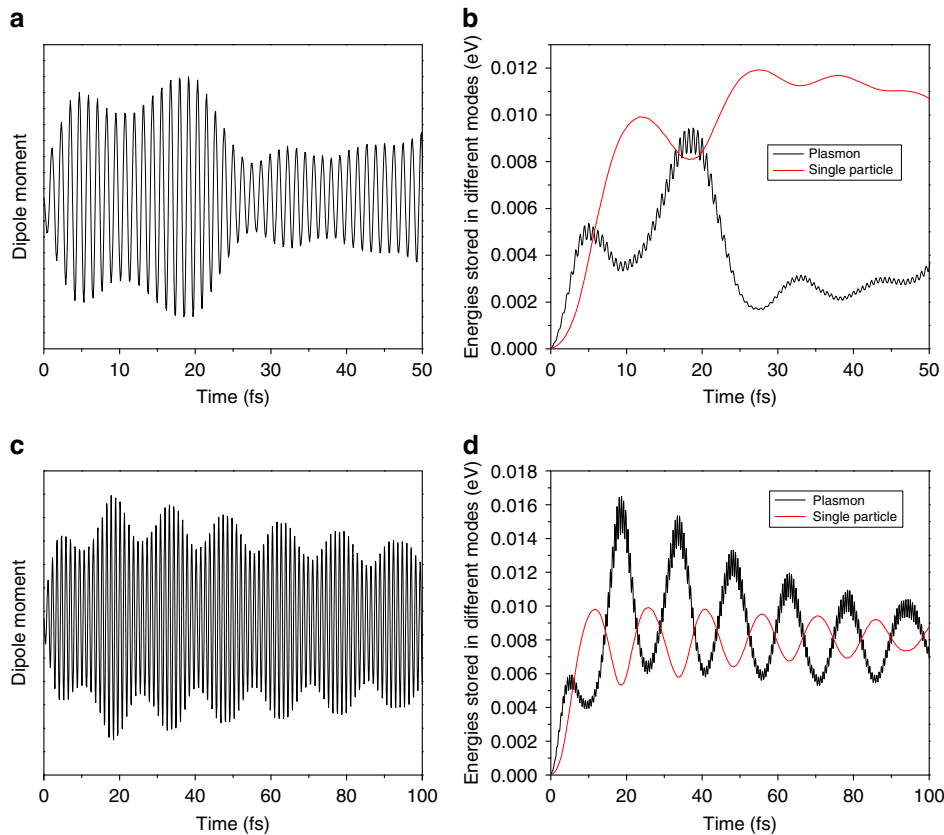 a
Dipole moment
0 10 20 30 40 50
Time (fs)
b
Energies stored in different modes (eV)
0.012
0.010
0.008
0.006
0.004
0.002
0.000
Plasmon
Single particle
0 10 20 30 40 50
Time (fs)
c
Dipole moment
0 20 40 60 80 100
Time (fs)
d
Energies stored in different modes (eV)
0.018
0.016
0.014
0.012
0.010
0.008
0.006
0.004
0.002
0.000
Plasmon
Single particle
0 20 40 60 80 100
Time (fs)